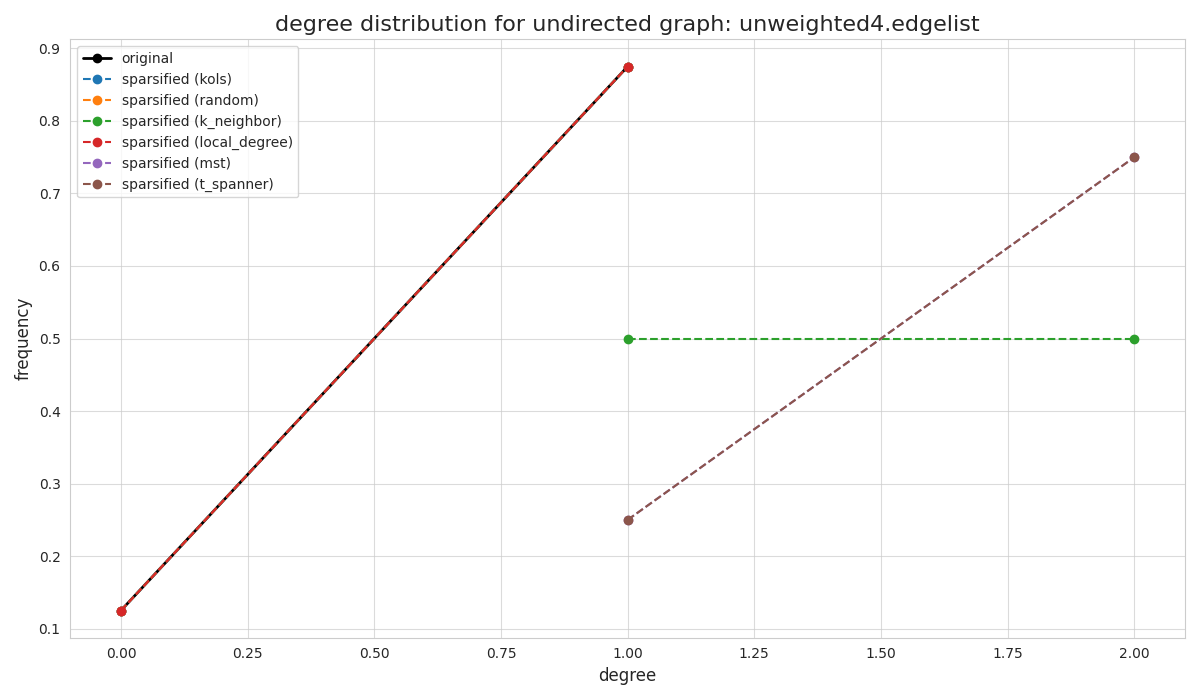 degree distribution for undirected graph: unweighted4.edgelist
original
sparsified (kols)
sparsified (random)
sparsified (k_neighbor)
sparsified (local_degree)
sparsified (mst)
sparsified (t_spanner)
frequency
0.9
0.8
0.7
0.6
0.5
0.4
0.3
0.2
0.1
0.00 0.25 0.50 0.75 1.00 1.25 1.50 1.75 2.00
degree